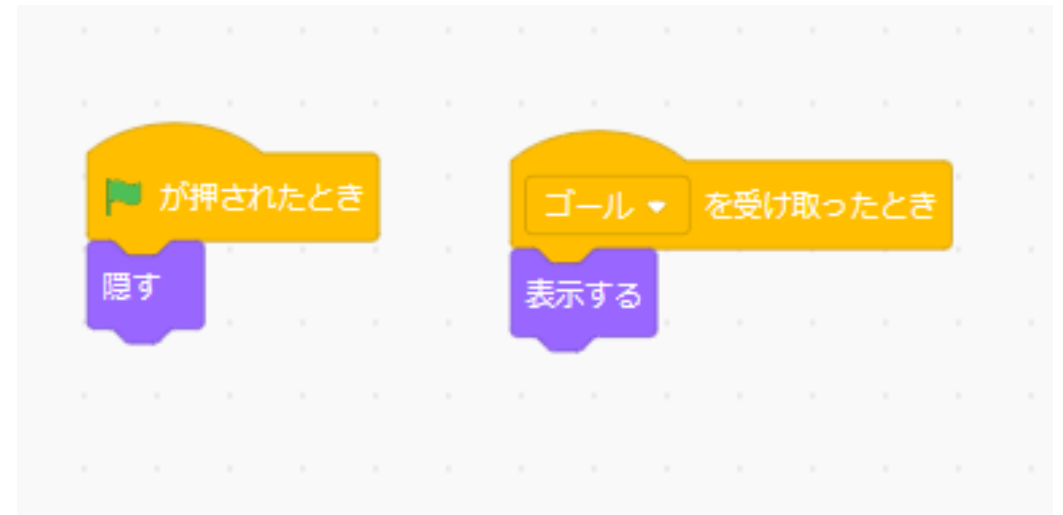 が押されたとき
隠す
ゴール を受け取ったとき
表示する